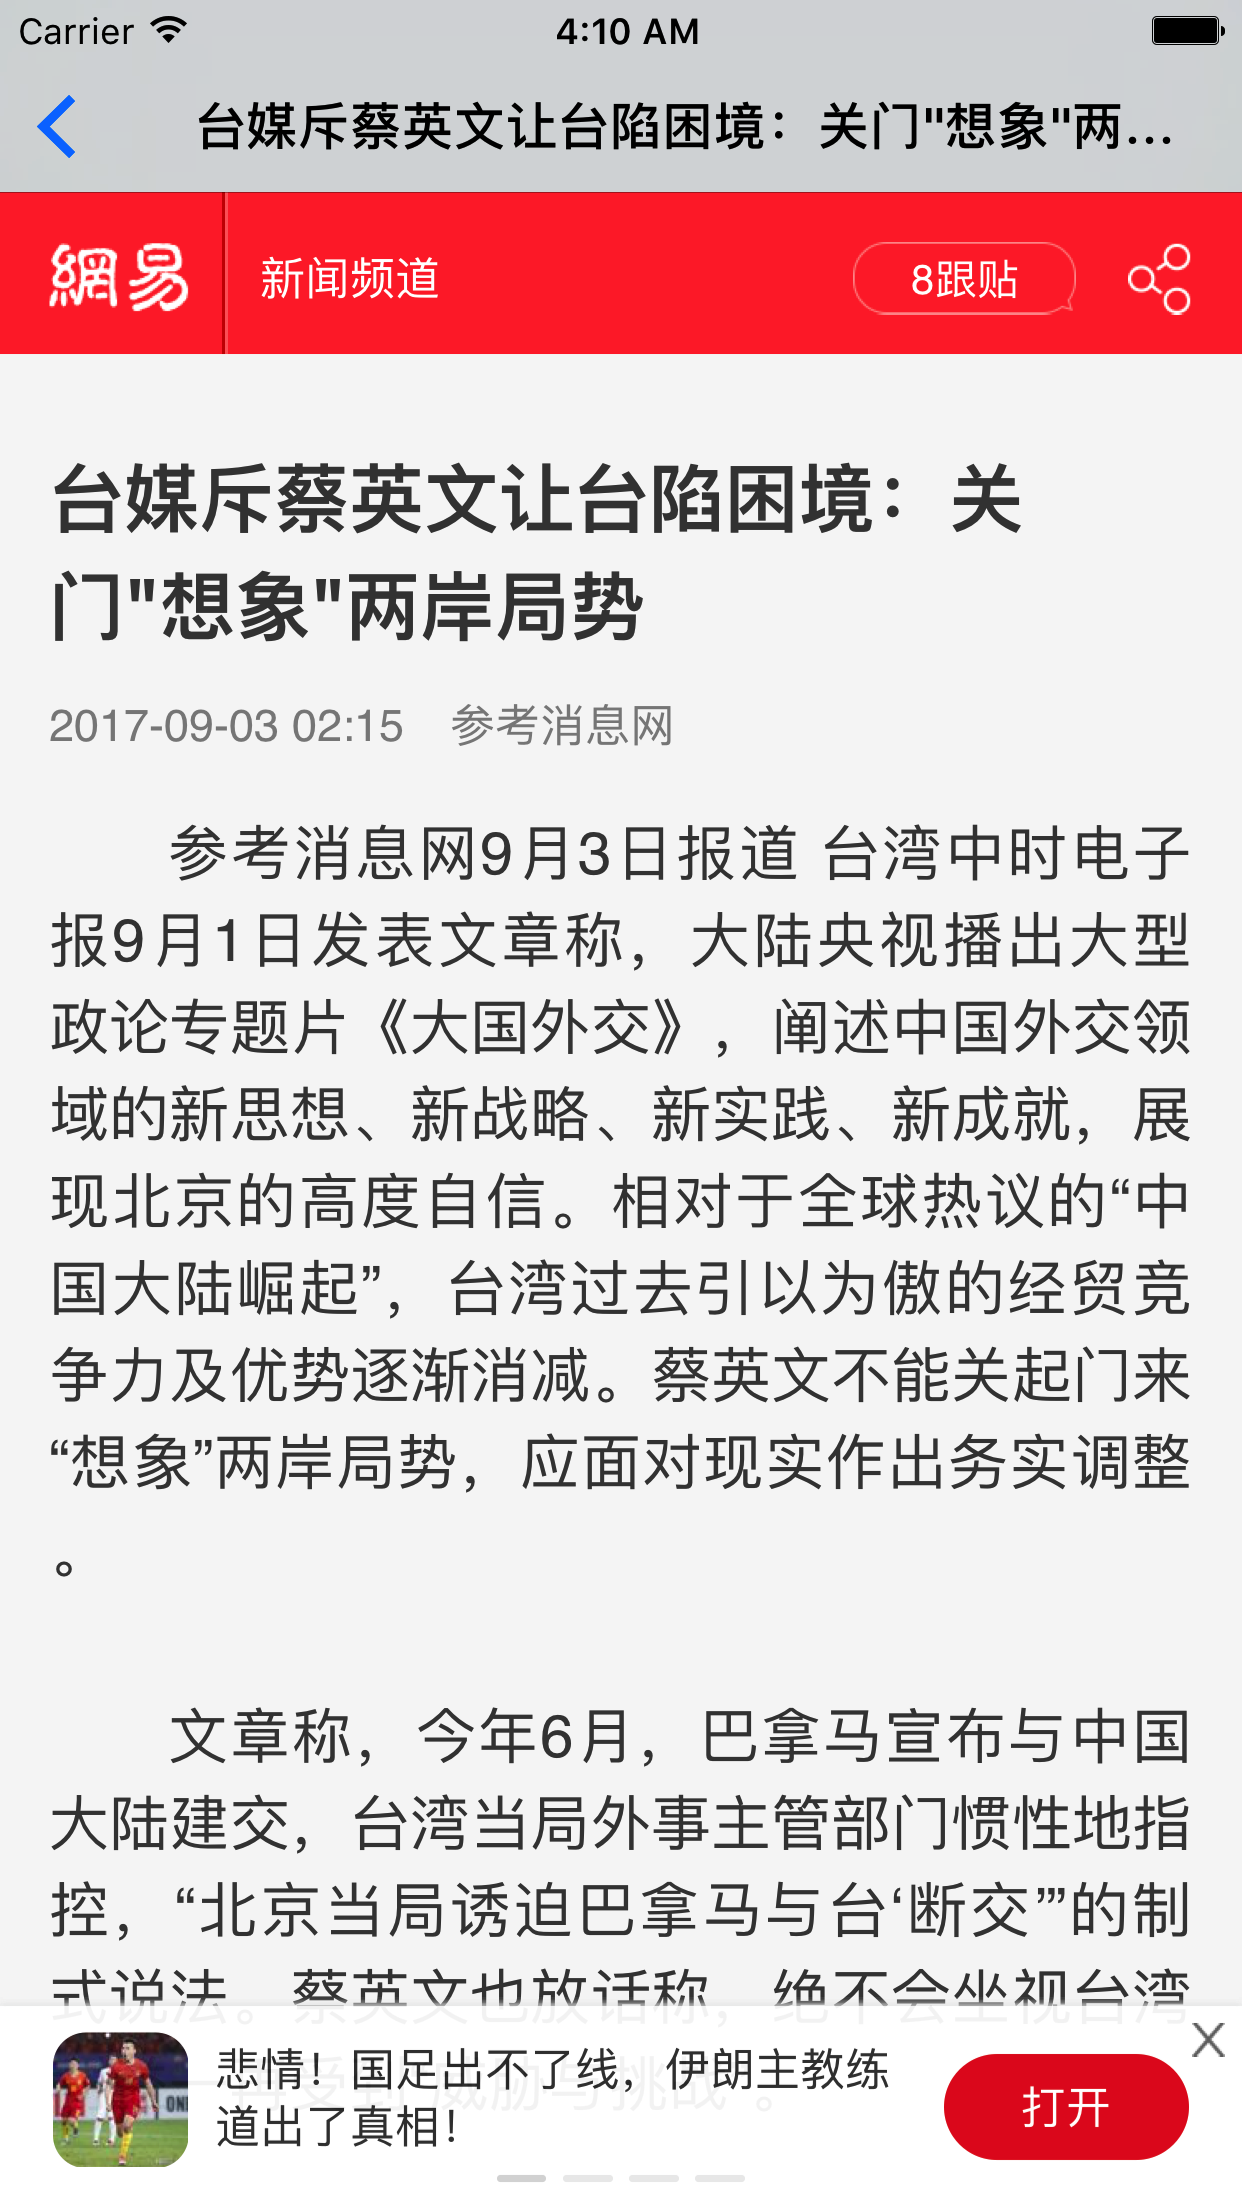 Carrier 4:10 AM
台媒斥蔡英文让台陷困境：关门"想象"两...
網易 新闻频道 8跟贴
台媒斥蔡英文让台陷困境：关
门"想象"两岸局势
2017-09-03 02:15 参考消息网
参考消息网9月3日报道 台湾中时电子
报9月1日发表文章称，大陆央视播出大型
政论专题片《大国外交》，阐述中国外交领
域的新思想、新战略、新实践、新成就，展
现北京的高度自信。相对于全球热议的“中
国大陆崛起”，台湾过去引以为傲的经贸竞
争力及优势逐渐消减。蔡英文不能关起门来
“想象”两岸局势，应面对现实作出务实调整
。
文章称，今年6月，巴拿马宣布与中国
大陆建交，台湾当局外事主管部门惯性地指
控，“北京当局诱迫巴拿马与台‘断交’”的制
式说法。蔡英文也放话称，绝不会坐视台湾
一再受到“威胁与挑战”。
悲情！国足出不了线，伊朗主教练
道出了真相！
打开